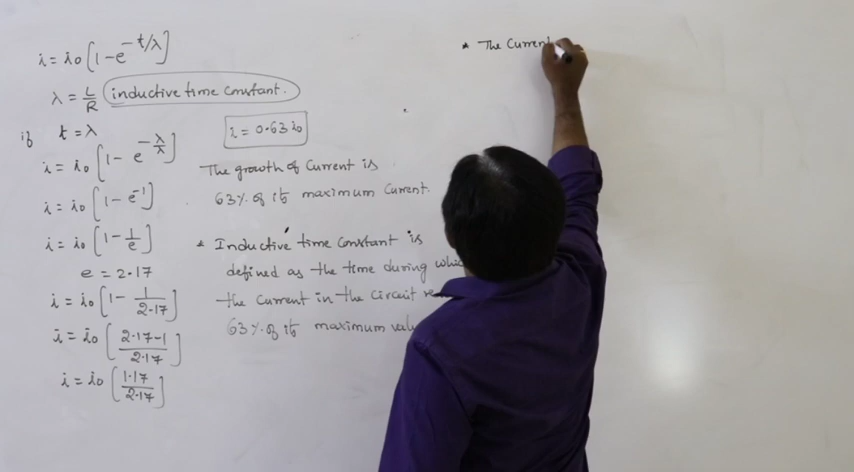 i = i₀ [1 - e^(-t/λ)]
λ = L/R (inductive time constant.)
if t = λ
i = i₀ [1 - e^(-λ/λ)]
i = i₀ [1 - e⁻¹]
i = i₀ [1 - 1/e]
e = 2.17
i = i₀ [1 - 1/2.17]
i = i₀ [(2.17-1)/2.17]
i = i₀ [1.17/2.17]
i = 0.63 i₀
The growth of Current is
63% of its maximum Current.
* Inductive time constant is
defined as the time during
the current in the circuit
63% of its maximum
* The Current